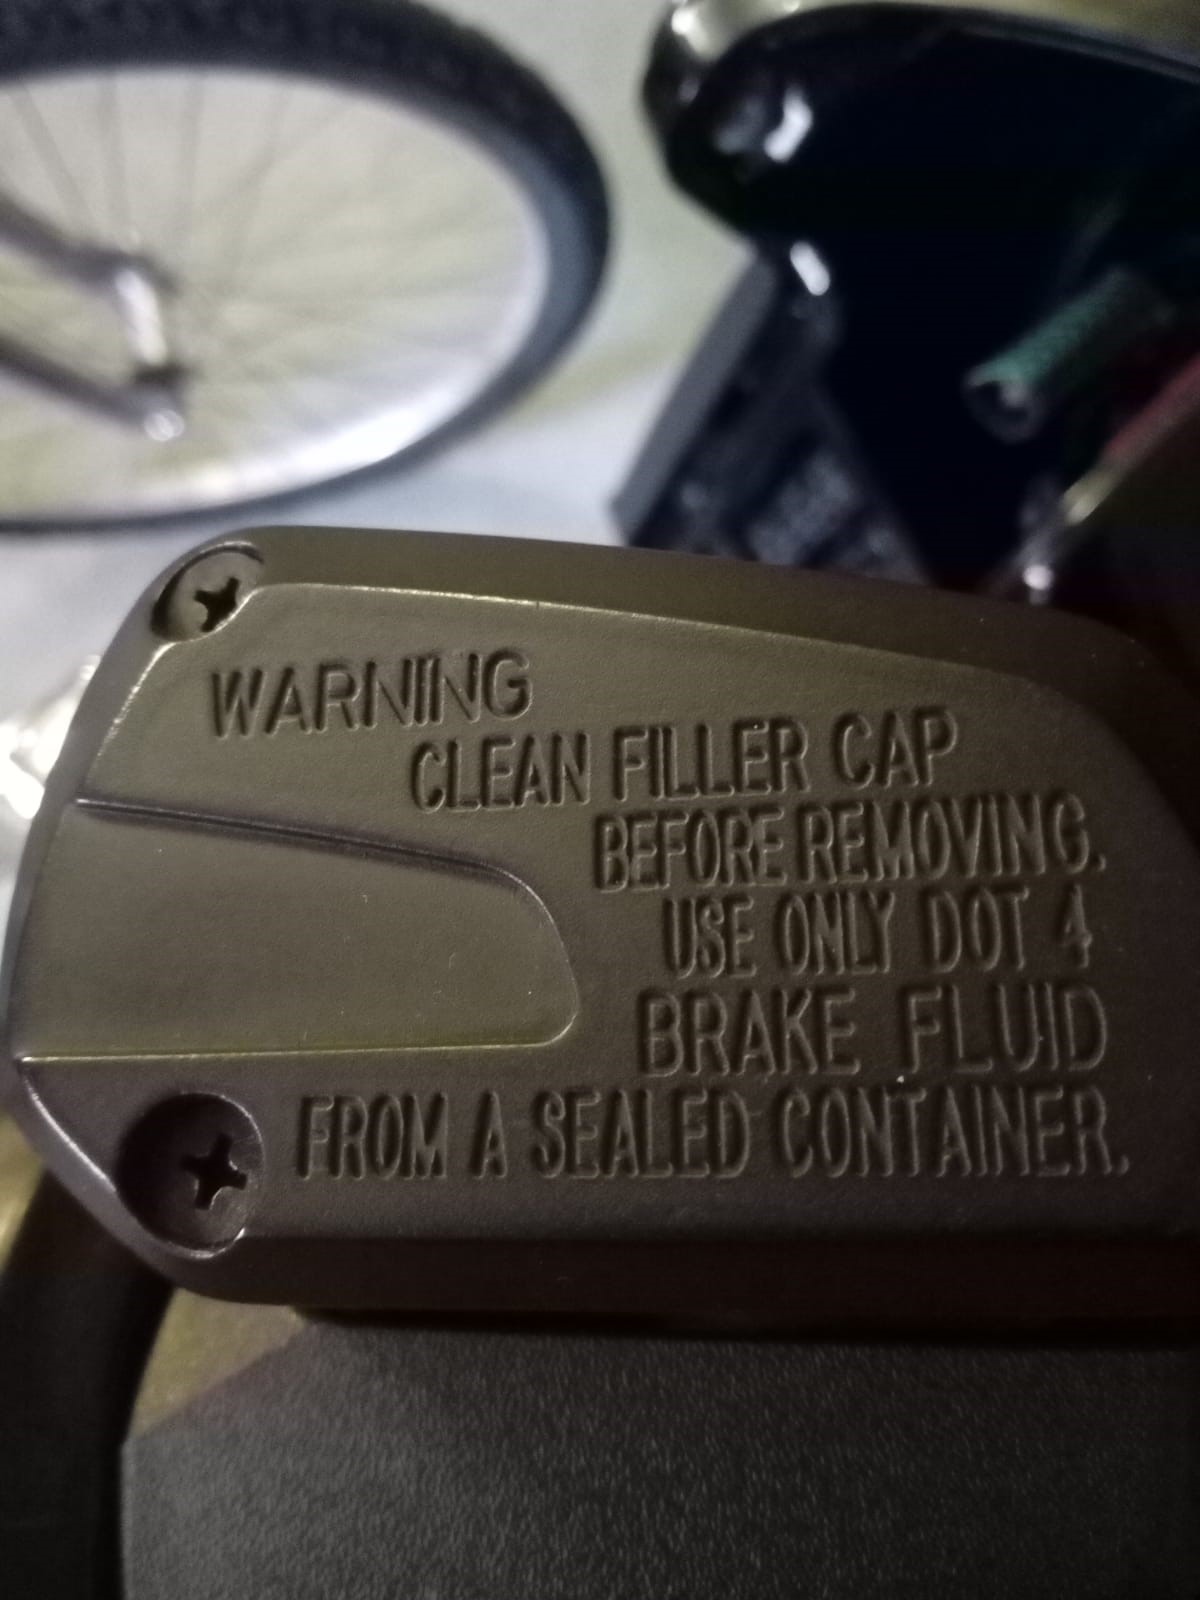 WARNING
CLEAN FILLER CAP
BEFORE REMOVING.
USE ONLY DOT 4
BRAKE FLUID
FROM A SEALED CONTAINER.